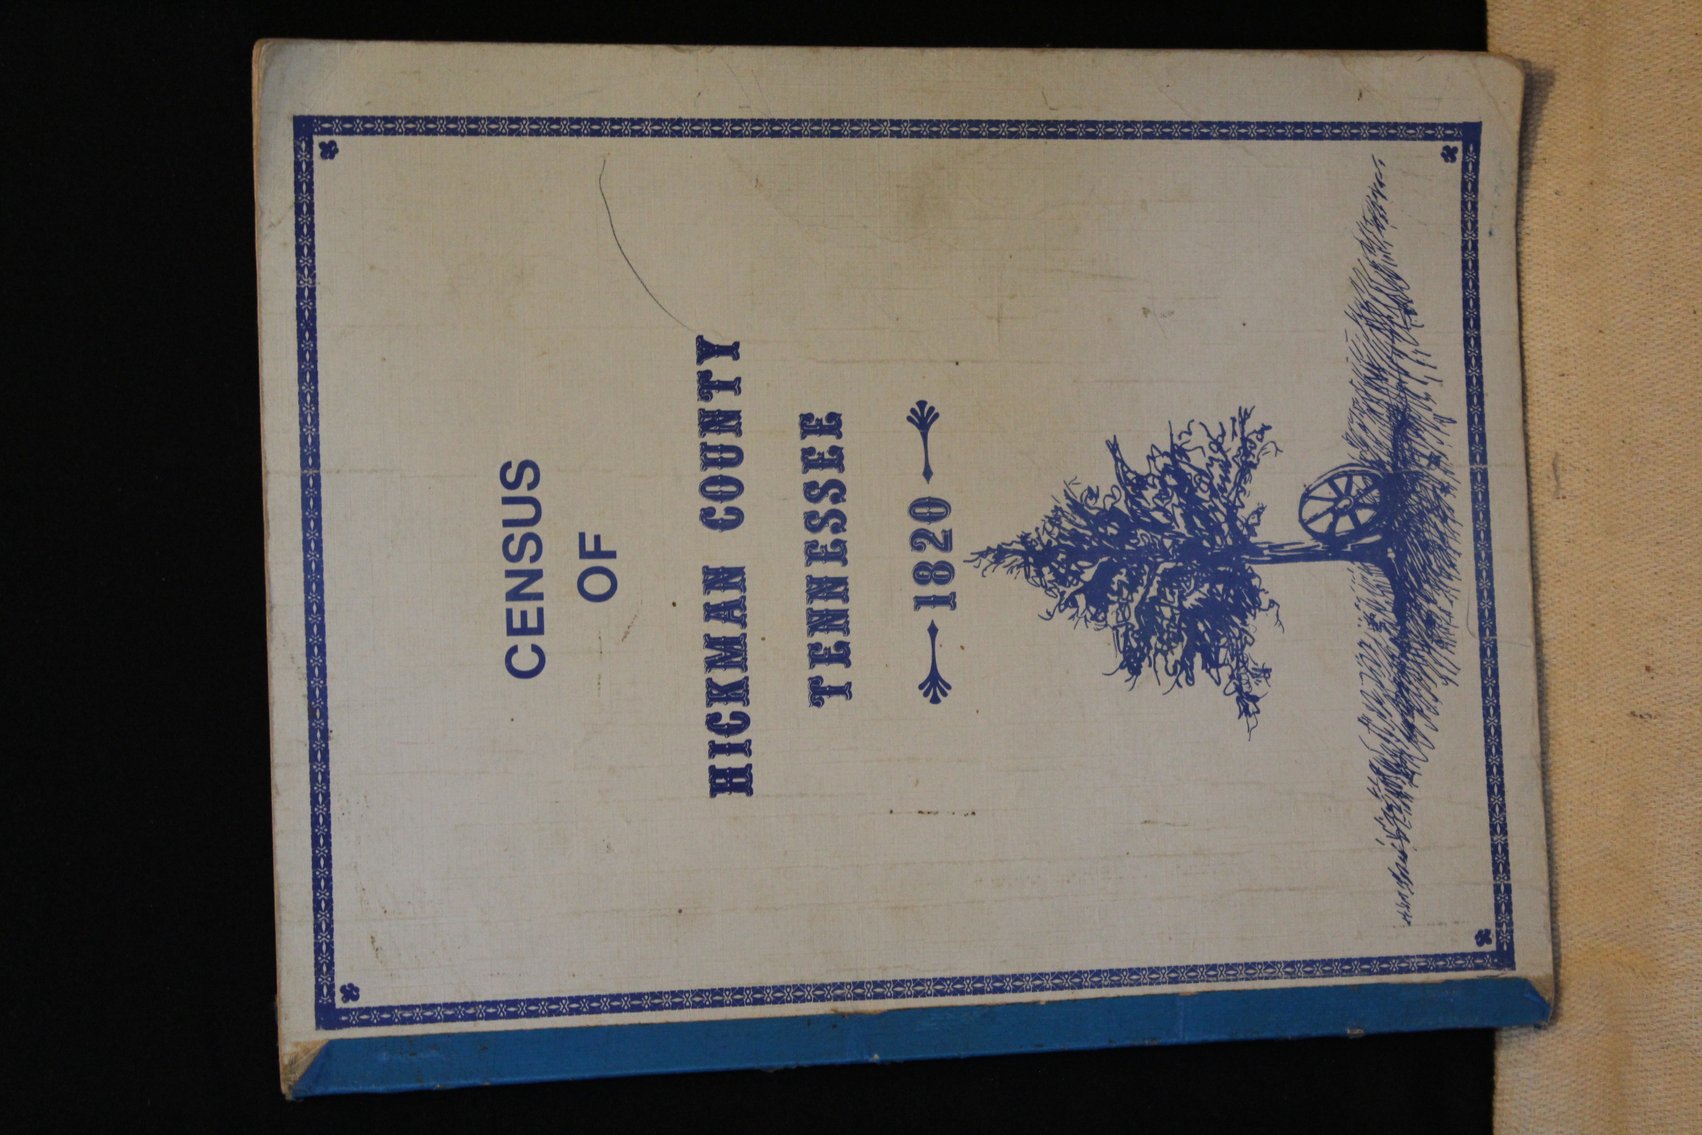 CENSUS
OF
HICKMAN COUNTY
TENNESSEE
1820